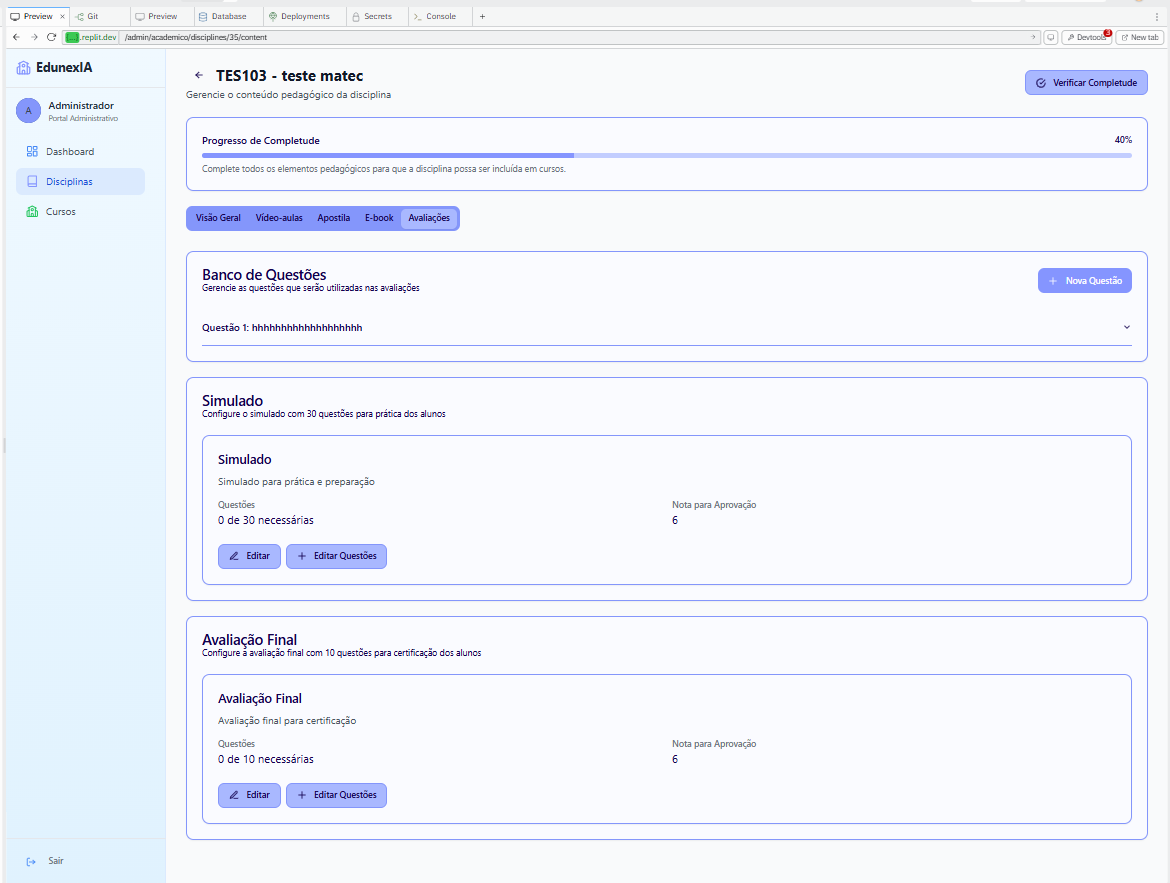 Preview Git Preview Database Deployments Secrets Console
.replit.dev /admin/academico/disciplines/35/content Devtools 3 New tab
EdunexIA
A Administrador
Portal Administrativo
Dashboard
Disciplinas
Cursos
Sair
TES103 - teste matec
Gerencie o conteúdo pedagógico da disciplina
Verificar Completude
Progresso de Completude 40%
Complete todos os elementos pedagógicos para que a disciplina possa ser incluída em cursos.
Visão Geral Vídeo-aulas Apostila E-book Avaliações
Banco de Questões
Gerencie as questões que serão utilizadas nas avaliações
Nova Questão
Questão 1: hhhhhhhhhhhhhhhhhhh
Simulado
Configure o simulado com 30 questões para prática dos alunos
Simulado
Simulado para prática e preparação
Questões Nota para Aprovação
0 de 30 necessárias 6
Editar Editar Questões
Avaliação Final
Configure a avaliação final com 10 questões para certificação dos alunos
Avaliação Final
Avaliação final para certificação
Questões Nota para Aprovação
0 de 10 necessárias 6
Editar Editar Questões